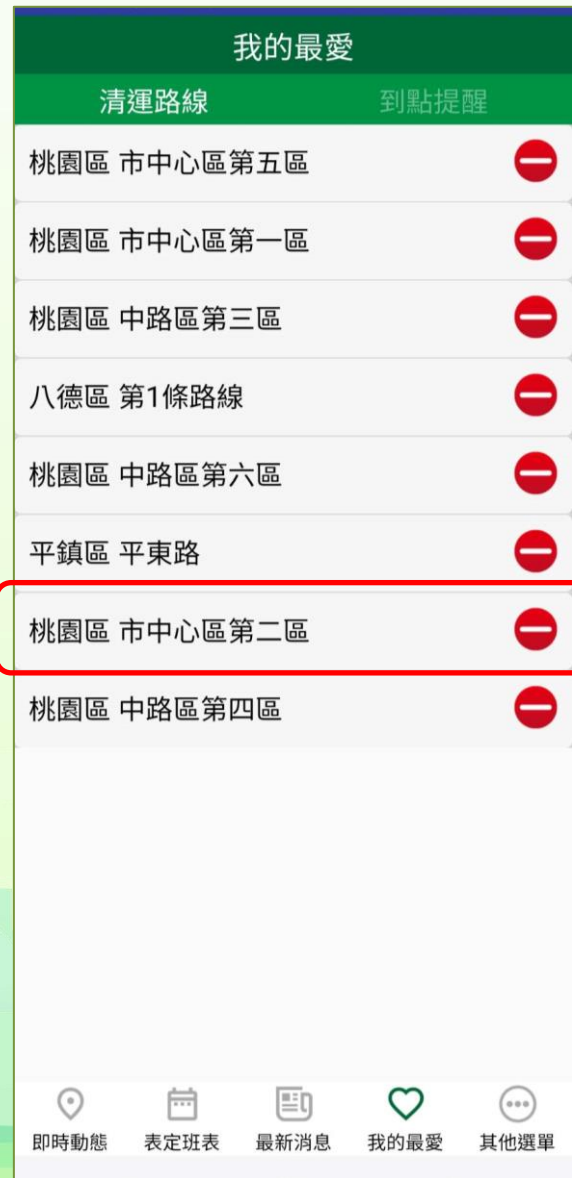 我的最愛
清運路線 到點提醒
桃園區 市中心區第五區
桃園區 市中心區第一區
桃園區 中路區第三區
八德區 第1條路線
桃園區 中路區第六區
平鎮區 平東路
桃園區 市中心區第二區
桃園區 中路區第四區
即時動態 表定班表 最新消息 我的最愛 其他選單